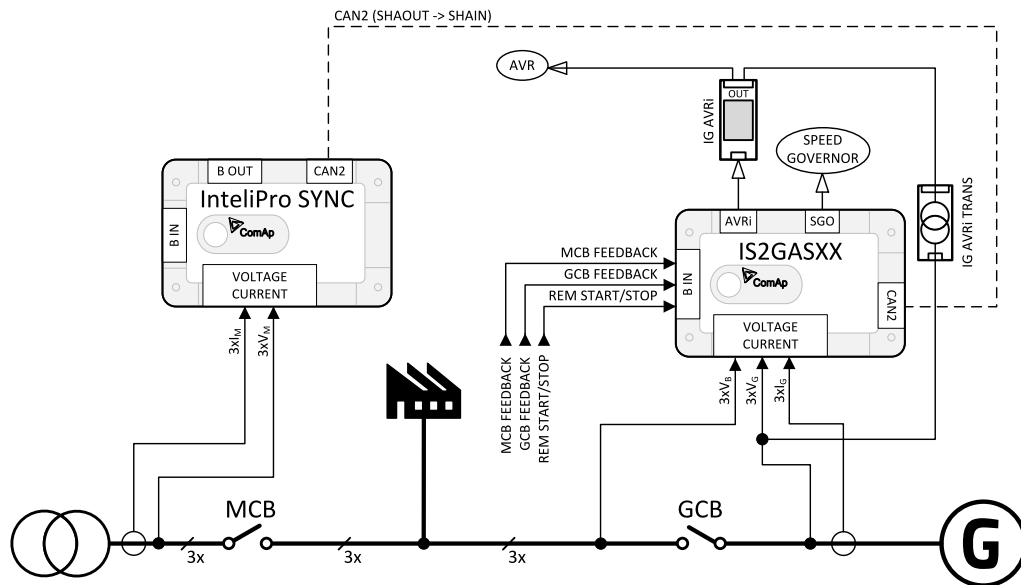 CAN2 (SHAOUT -> SHAIN)
AVR
OUT
IG AVRi
SPEED
GOVERNOR
IG AVRi TRANS
B OUT
CAN2
InteliPro SYNC
B IN
ComAp
VOLTAGE
CURRENT
AVRi
SGO
IS2GASXX
MCB FEEDBACK
GCB FEEDBACK
REM START/STOP
B IN
ComAp
CAN2
VOLTAGE
CURRENT
3xIM
3xVM
MCB FEEDBACK
GCB FEEDBACK
REM START/STOP
3xVB
3xVG
3xIG
MCB
GCB
3x
3x
3x
G